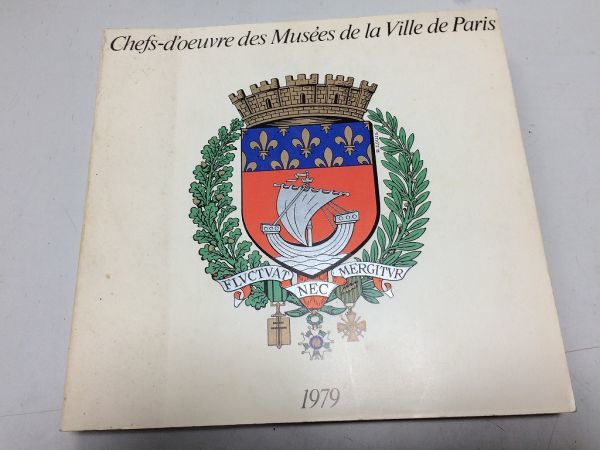 Chefs-d'oeuvre des Musées de la Ville de Paris
FLVCTVAT
NEC
MERGITVR
1979